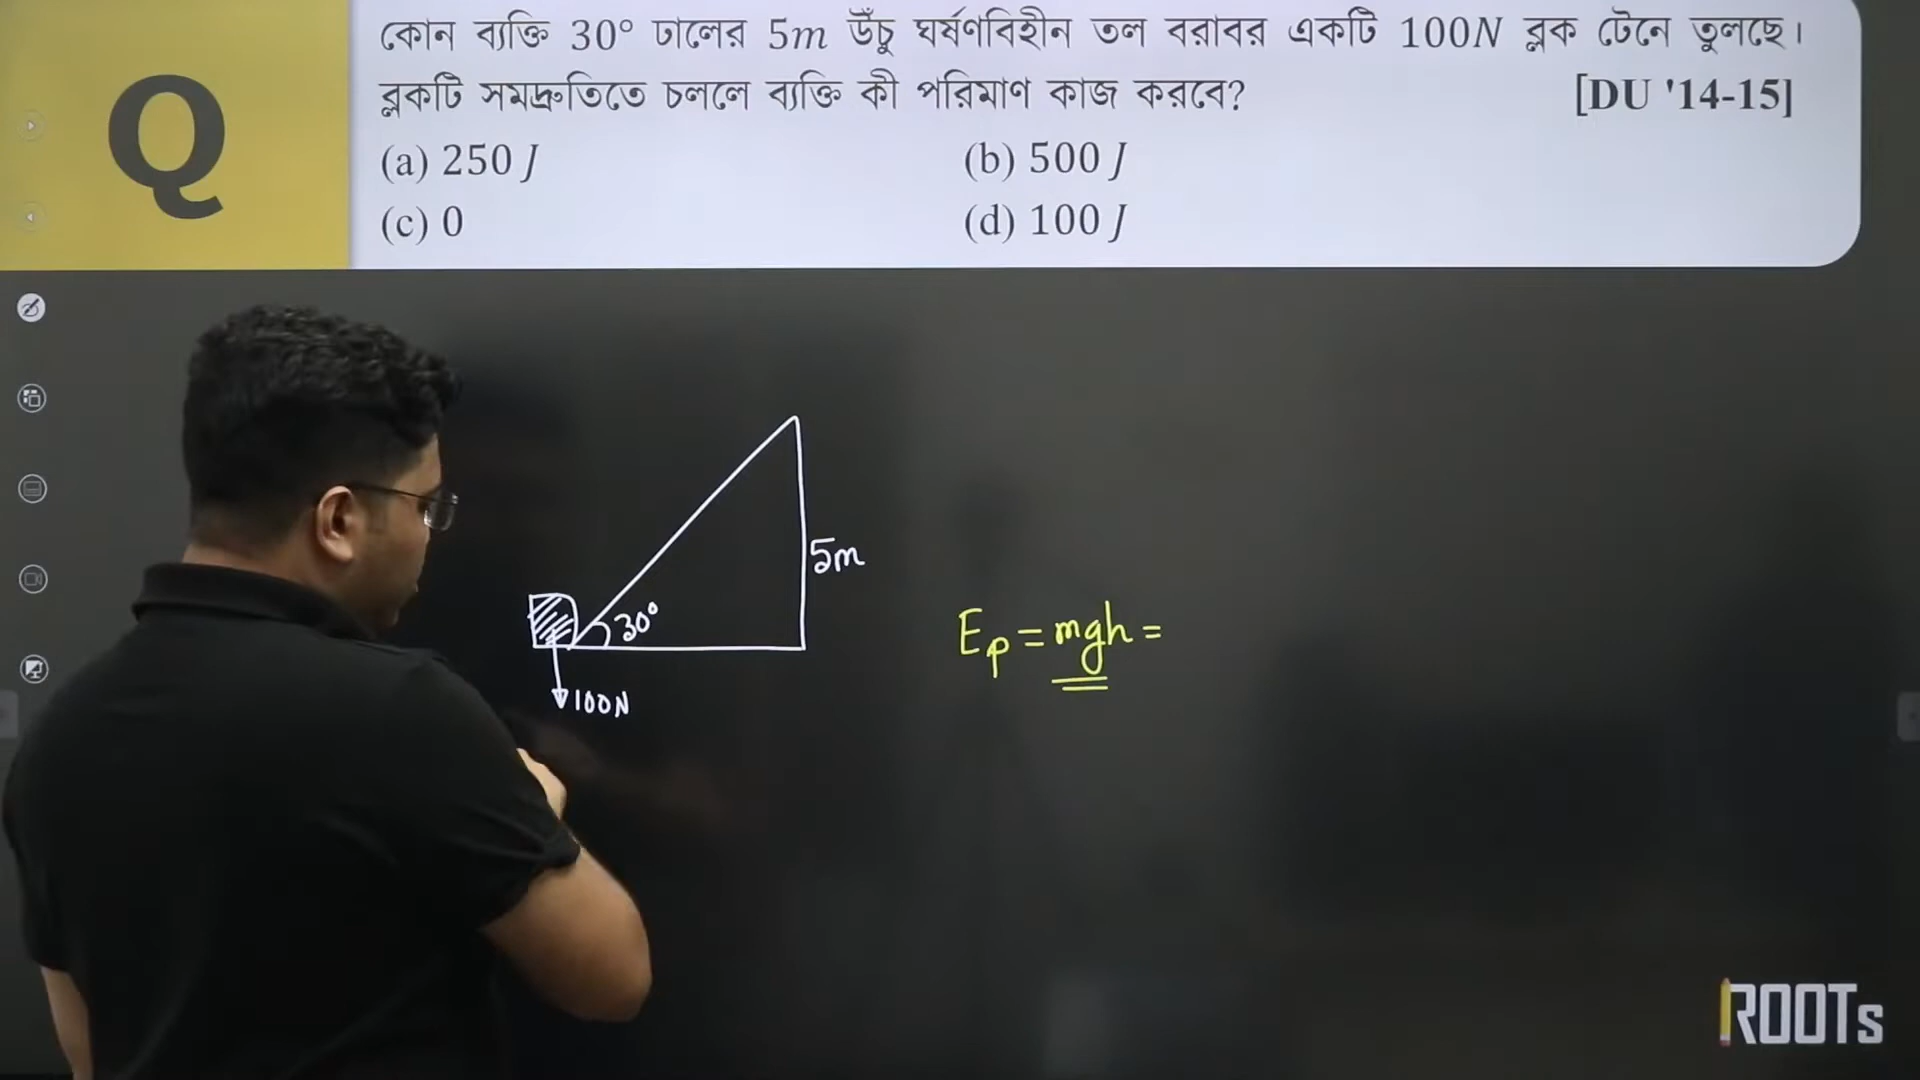 Q
কোন ব্যক্তি 30° ঢালের 5m উঁচু ঘর্ষণবিহীন তল বরাবর একটি 100N ব্লক টেনে তুলছে।
ব্লকটি সমদ্রুতিতে চললে ব্যক্তি কী পরিমাণ কাজ করবে? [DU '14-15]
(a) 250 J (b) 500 J
(c) 0 (d) 100 J
5m
30°
100N
Ep = mgh =
ROOTs